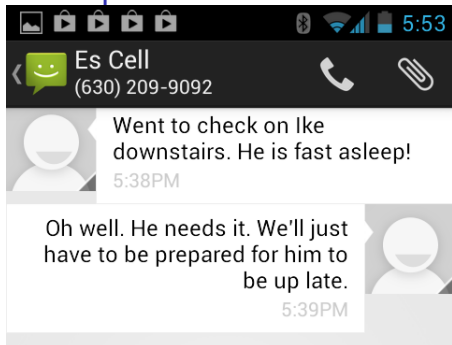 5:53
Es Cell
(630) 209-9092
Went to check on Ike
downstairs. He is fast asleep!
5:38PM
Oh well. He needs it. We'll just
have to be prepared for him to
be up late.
5:39PM